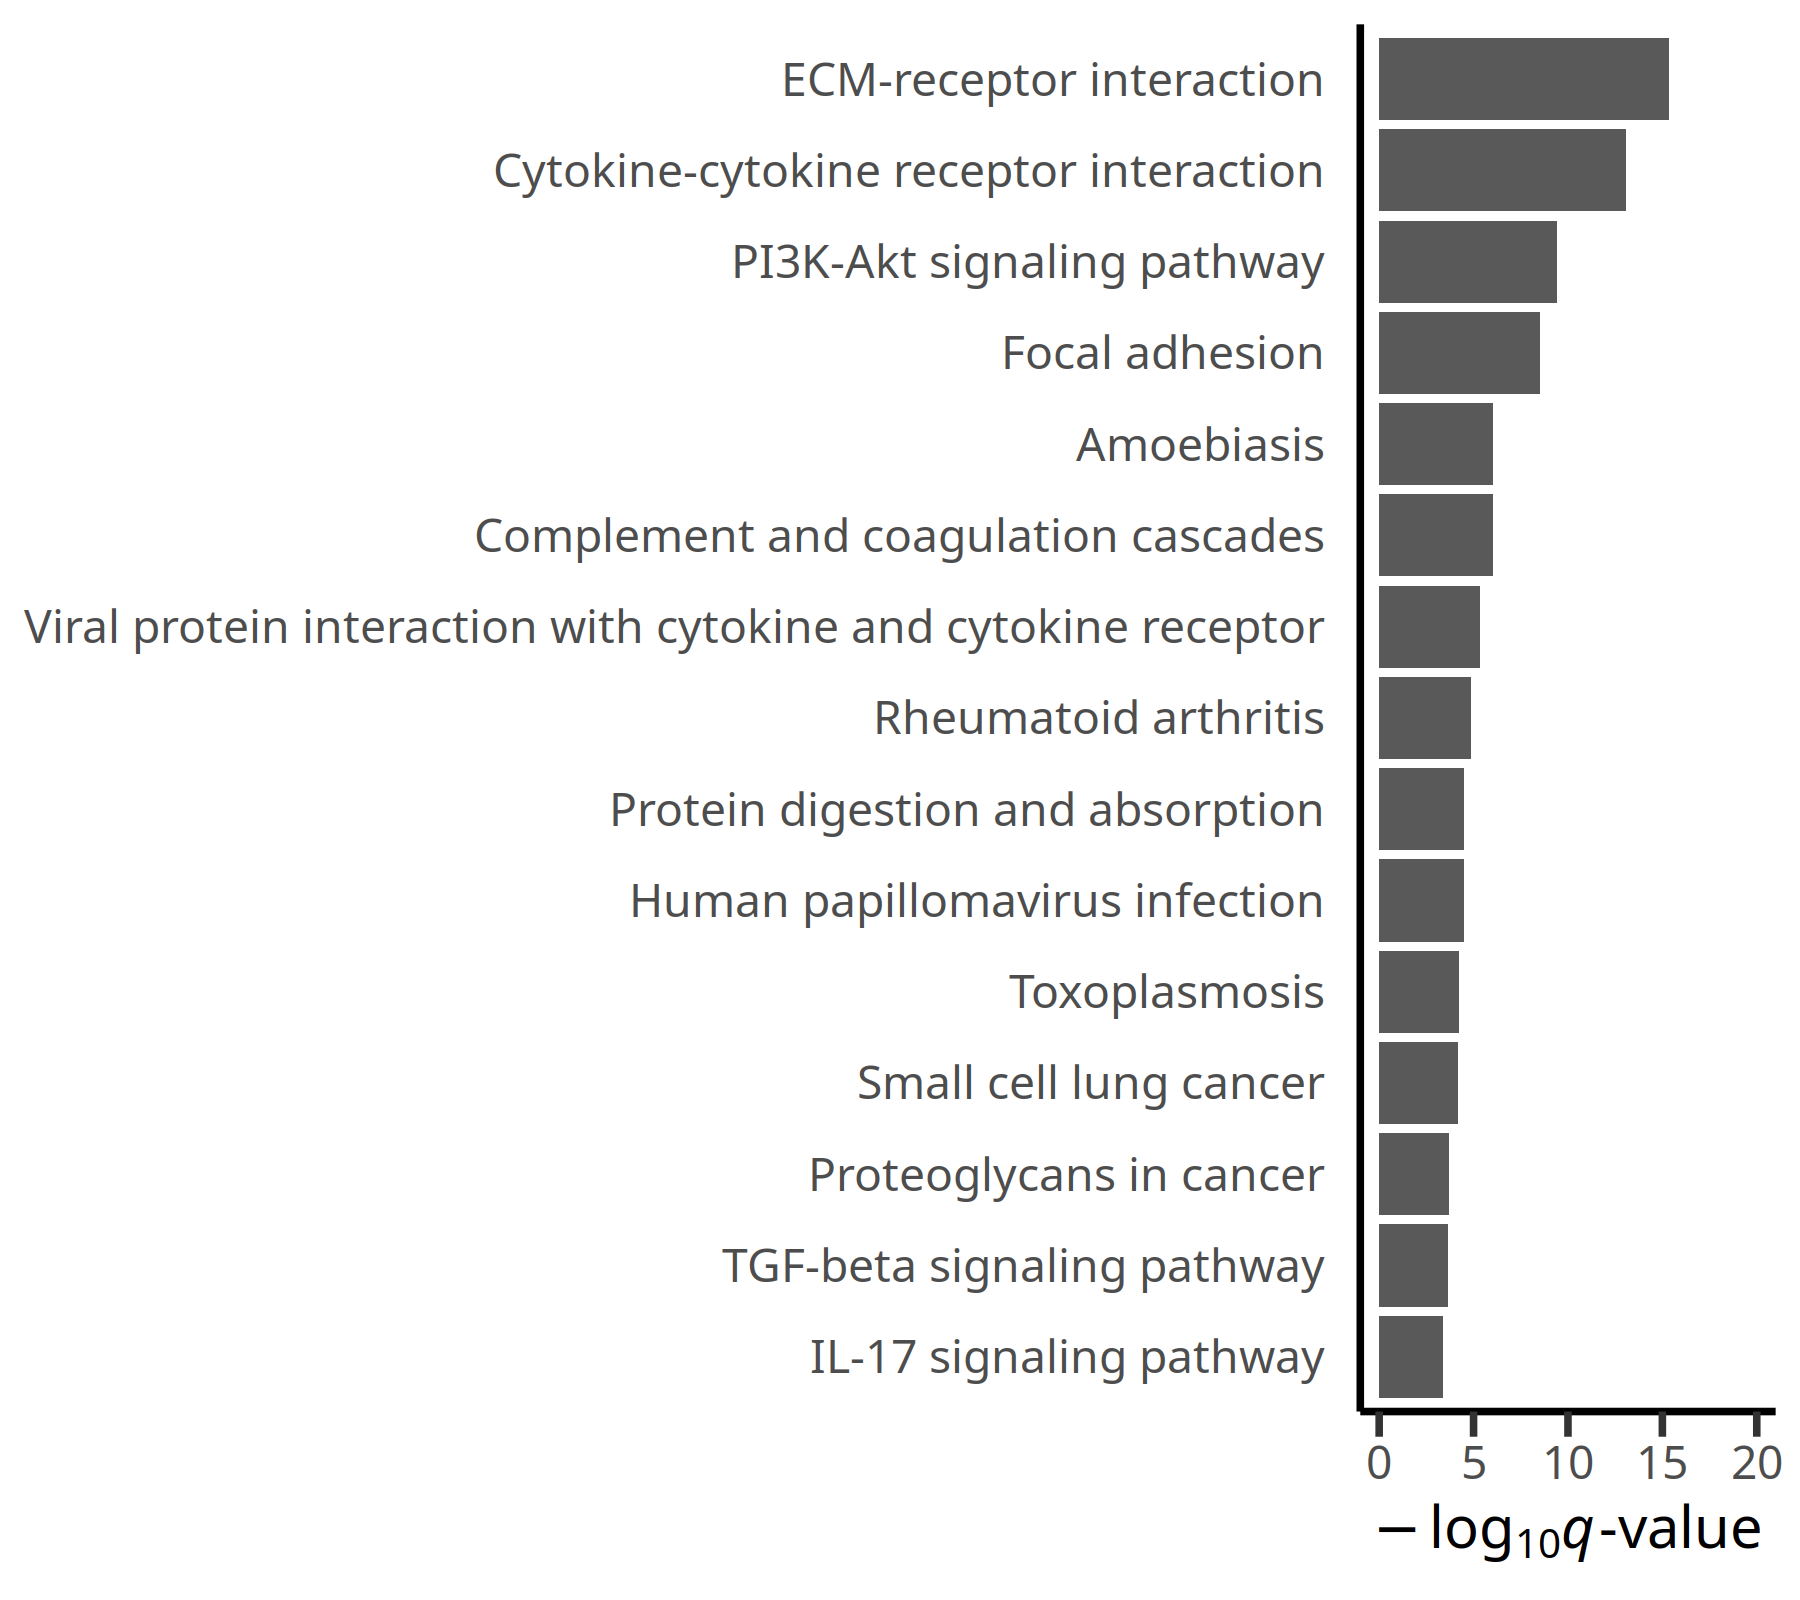 ECM-receptor interaction
Cytokine-cytokine receptor interaction
PI3K-Akt signaling pathway
Focal adhesion
Amoebiasis
Complement and coagulation cascades
Viral protein interaction with cytokine and cytokine receptor
Rheumatoid arthritis
Protein digestion and absorption
Human papillomavirus infection
Toxoplasmosis
Small cell lung cancer
Proteoglycans in cancer
TGF-beta signaling pathway
IL-17 signaling pathway
0 5 10 15 20
− log₁₀q-value